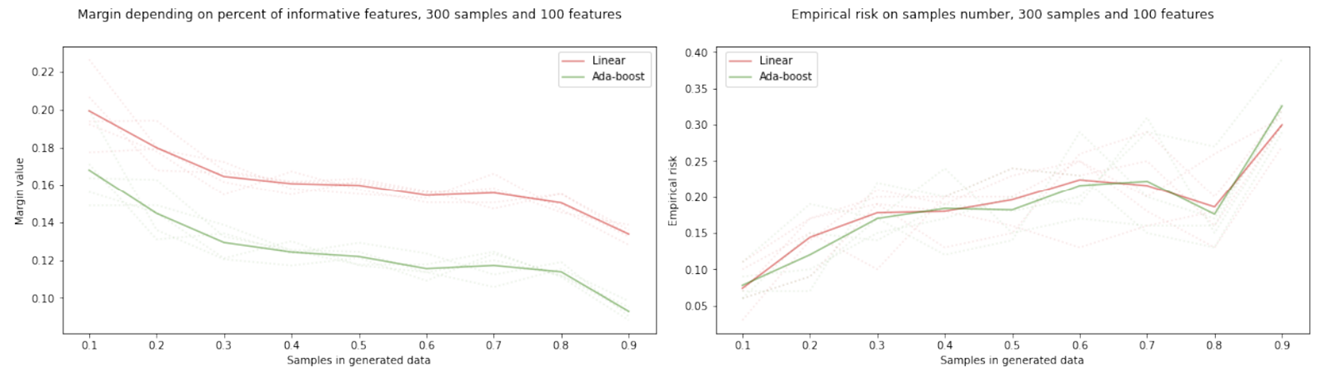 Margin depending on percent of informative features, 300 samples and 100 features
Linear
Ada-boost
Margin value
0.22
0.20
0.18
0.16
0.14
0.12
0.10
0.1 0.2 0.3 0.4 0.5 0.6 0.7 0.8 0.9
Samples in generated data
Empirical risk on samples number, 300 samples and 100 features
Linear
Ada-boost
Empirical risk
0.40
0.35
0.30
0.25
0.20
0.15
0.10
0.05
0.1 0.2 0.3 0.4 0.5 0.6 0.7 0.8 0.9
Samples in generated data